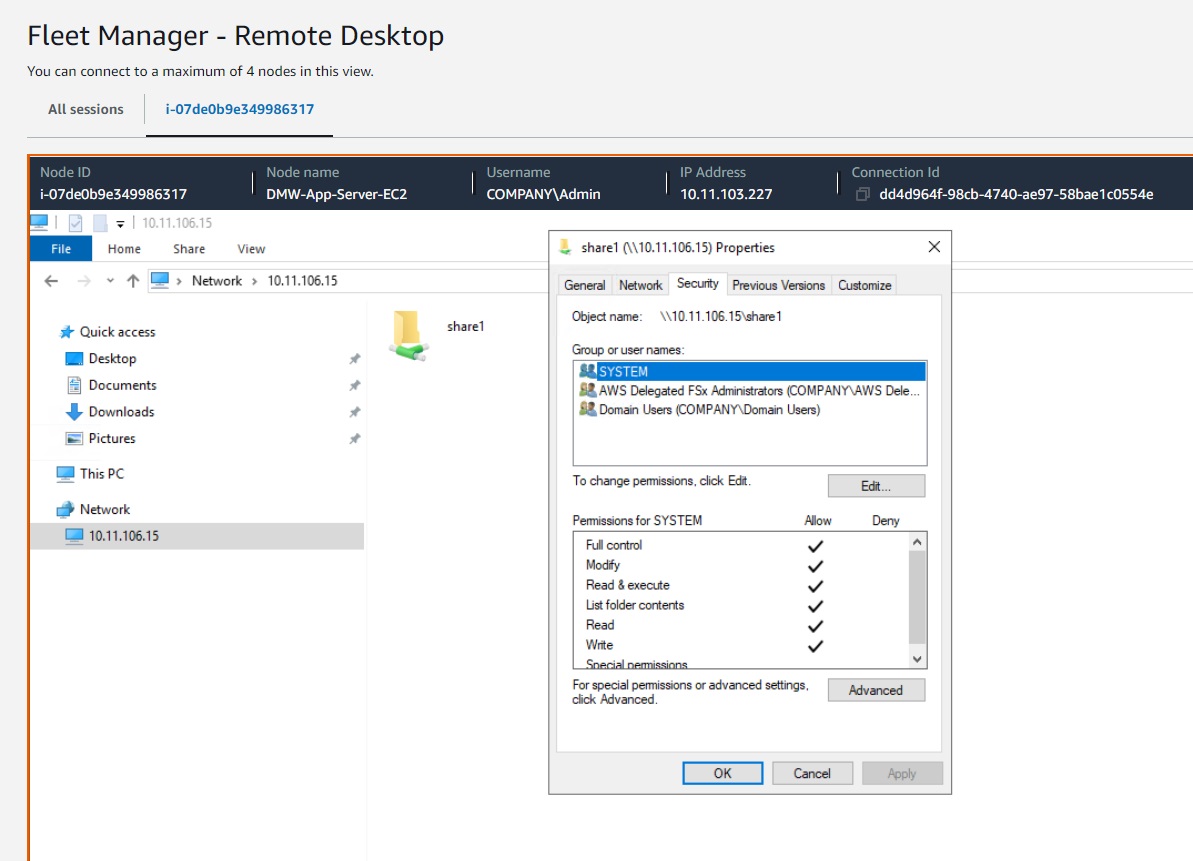 Fleet Manager - Remote Desktop
You can connect to a maximum of 4 nodes in this view.
All sessions i-07de0b9e349986317
Node ID Node name Username IP Address Connection Id
i-07de0b9e349986317 DMW-App-Server-EC2 COMPANY\Admin 10.11.103.227 dd4d964f-98cb-4740-ae97-58bae1c0554e
10.11.106.15
File Home Share View
Network 10.11.106.15
Quick access
Desktop
Documents
Downloads
Pictures
This PC
Network
10.11.106.15
share1
share1 (\\10.11.106.15) Properties
General Network Security Previous Versions Customize
Object name: \\10.11.106.15\share1
Group or user names:
SYSTEM
AWS Delegated FSx Administrators (COMPANY\AWS Dele...
Domain Users (COMPANY\Domain Users)
To change permissions, click Edit.
Edit...
Permissions for SYSTEM Allow Deny
Full control
Modify
Read & execute
List folder contents
Read
Write
Special permissions
For special permissions or advanced settings,
click Advanced.
Advanced
OK Cancel Apply